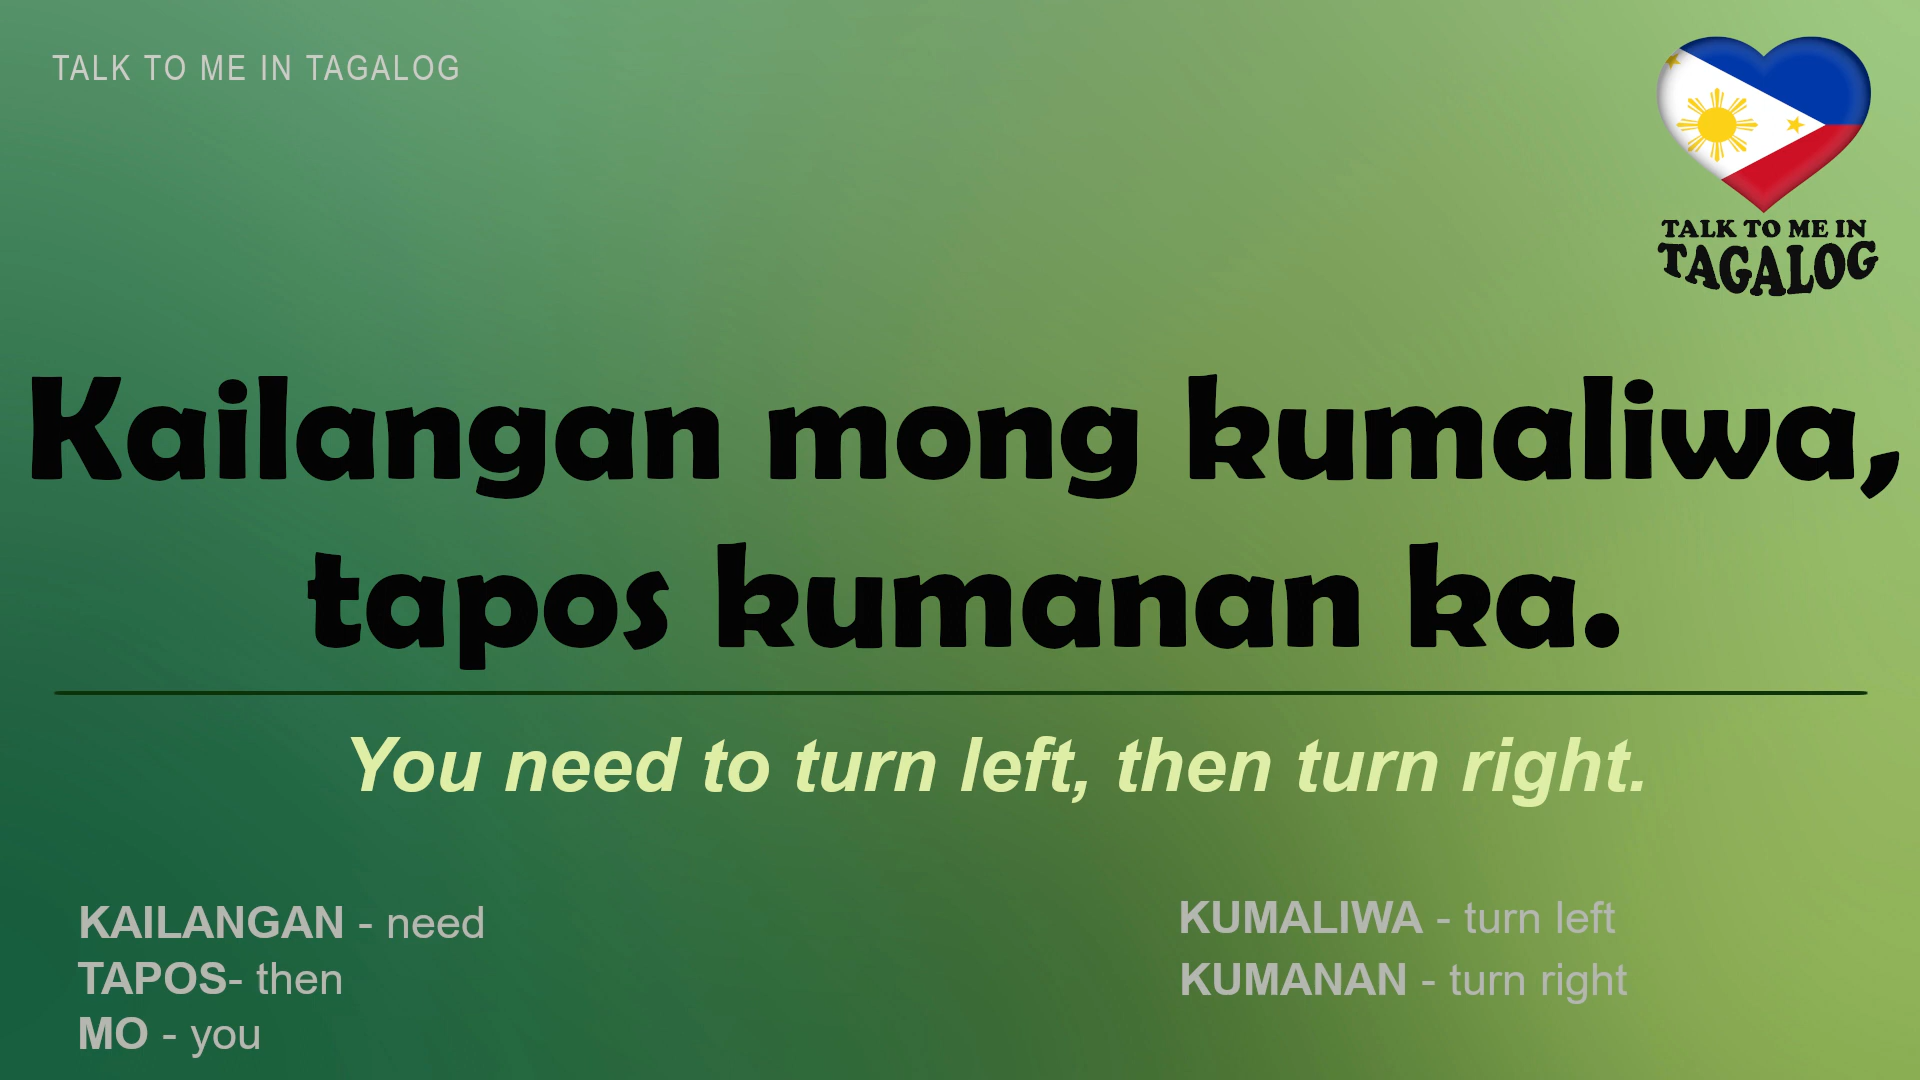 TALK TO ME IN TAGALOG
TALK TO ME IN
TAGALOG
Kailangan mong kumaliwa,
tapos kumanan ka.
You need to turn left, then turn right.
KAILANGAN - need
TAPOS- then
MO - you
KUMALIWA - turn left
KUMANAN - turn right